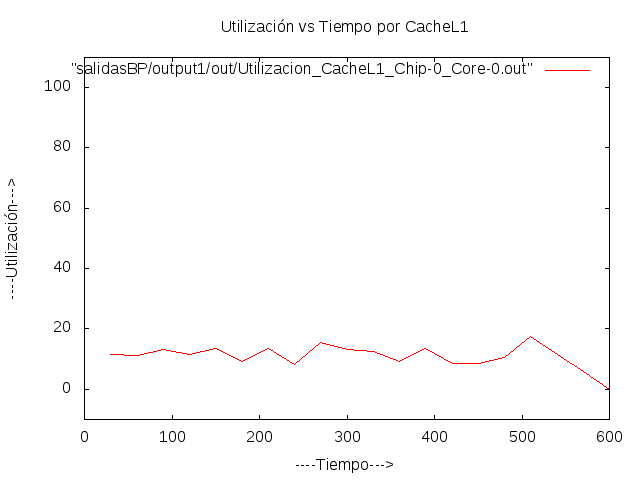 Utilización vs Tiempo por CacheL1
"salidasBP/output1/out/Utilizacion_CacheL1_Chip-0_Core-0.out"
100
80
60
40
20
0
----Utilización--->
0 100 200 300 400 500 600
----Tiempo--->